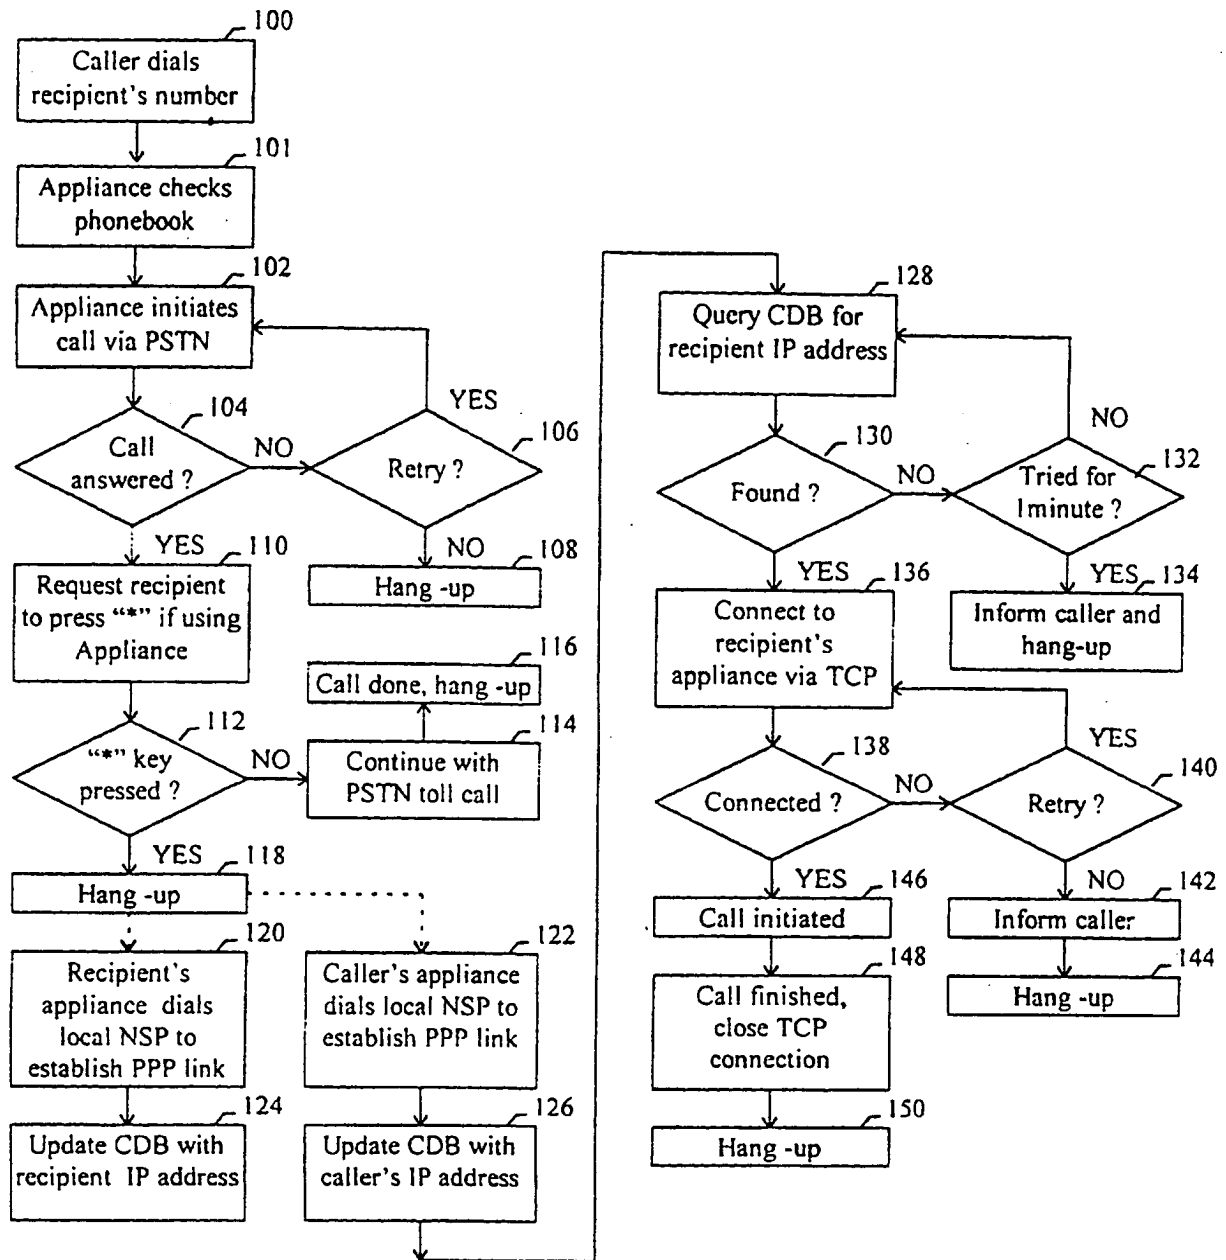 100
Caller dials
recipient's number
101
Appliance checks
phonebook
102
Appliance initiates
call via PSTN
YES
104
Call
answered ?
NO
106
Retry ?
YES
110
Request recipient
to press "*" if using
Appliance
NO
108
Hang -up
116
Call done, hang -up
112
"*" key
pressed ?
NO
114
Continue with
PSTN toll call
YES
118
Hang -up
120
Recipient's
appliance dials
local NSP to
establish PPP link
122
Caller's appliance
dials local NSP to
establish PPP link
124
Update CDB with
recipient IP address
126
Update CDB with
caller's IP address
128
Query CDB for
recipient IP address
NO
130
Found ?
NO
132
Tried for
1minute ?
YES
136
Connect to
recipient's
appliance via TCP
YES
134
Inform caller and
hang-up
YES
138
Connected ?
NO
140
Retry ?
YES
146
Call initiated
NO
142
Inform caller
148
Call finished,
close TCP
connection
144
Hang -up
150
Hang -up